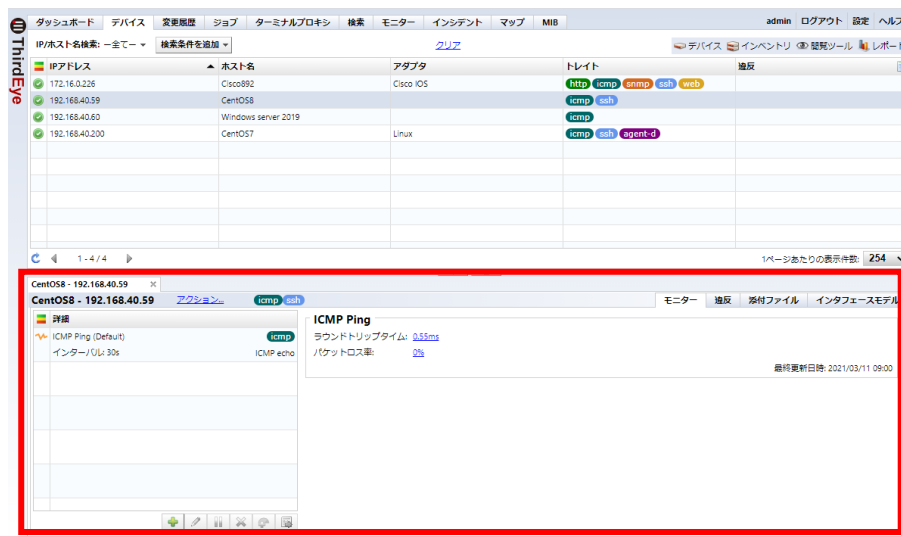 ThirdEye
ダッシュボード デバイス 変更履歴 ジョブ ターミナルプロキシ 検索 モニター インシデント マップ MIB admin ログアウト 設定 ヘルプ
IP/ホスト名検索: –全て– 検索条件を追加 クリア デバイス インベントリ 閲覧ツール レポート
IPアドレス ホスト名 アダプタ トレイト 違反
172.16.0.226 Cisco892 Cisco IOS http icmp snmp ssh web
192.168.40.59 CentOS8 icmp ssh
192.168.40.60 Windows server 2019 icmp
192.168.40.200 CentOS7 Linux icmp ssh agent-d
1 - 4 / 4 1ページあたりの表示件数: 254
CentOS8 - 192.168.40.59 ×
CentOS8 - 192.168.40.59 アクション... icmp ssh モニター 違反 添付ファイル インタフェースモデル
詳細
ICMP Ping (Default) icmp
インターバル: 30s ICMP echo
ICMP Ping
ラウンドトリップタイム: 0.55ms
パケットロス率: 0%
最終更新日時: 2021/03/11 09:00